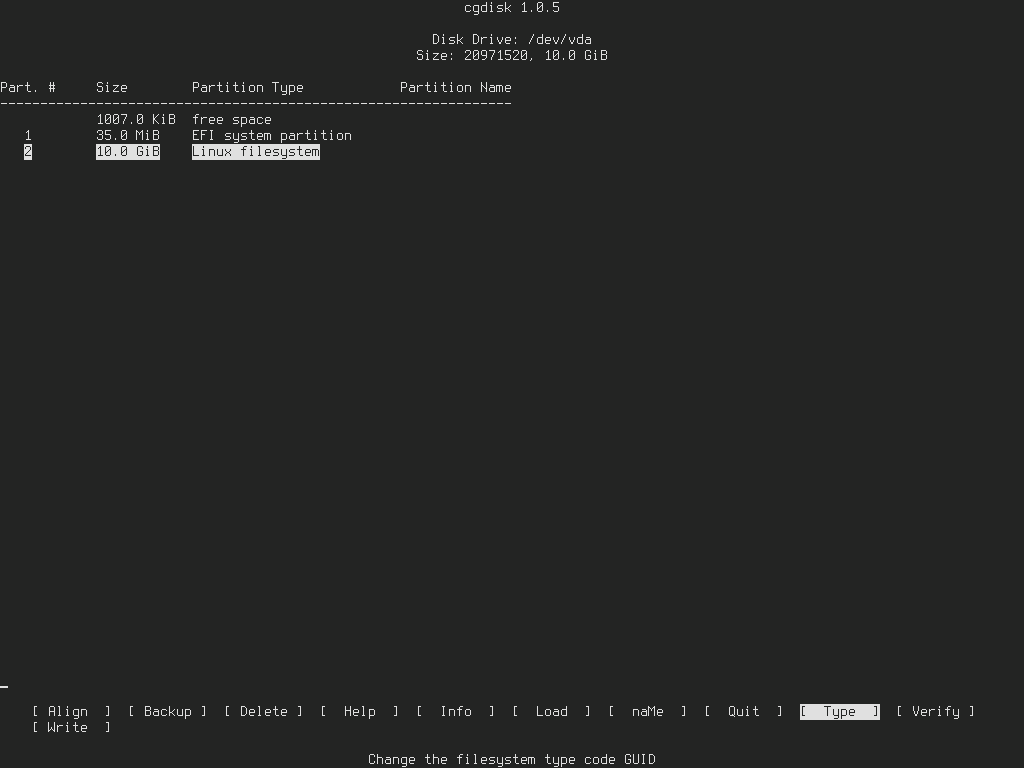 cgdisk 1.0.5
Disk Drive: /dev/vda
Size: 20971520, 10.0 GiB
Part. #     Size        Partition Type            Partition Name
----------------------------------------------------------------
1007.0 KiB  free space
1        35.0 MiB    EFI system partition
2        10.0 GiB    Linux filesystem
[ Align  ]  [ Backup ]  [ Delete ]  [  Help  ]  [  Info  ]  [  Load  ]  [  naMe  ]  [  Quit  ]  [  Type  ]  [ Verify ]
[ Write  ]
Change the filesystem type code GUID